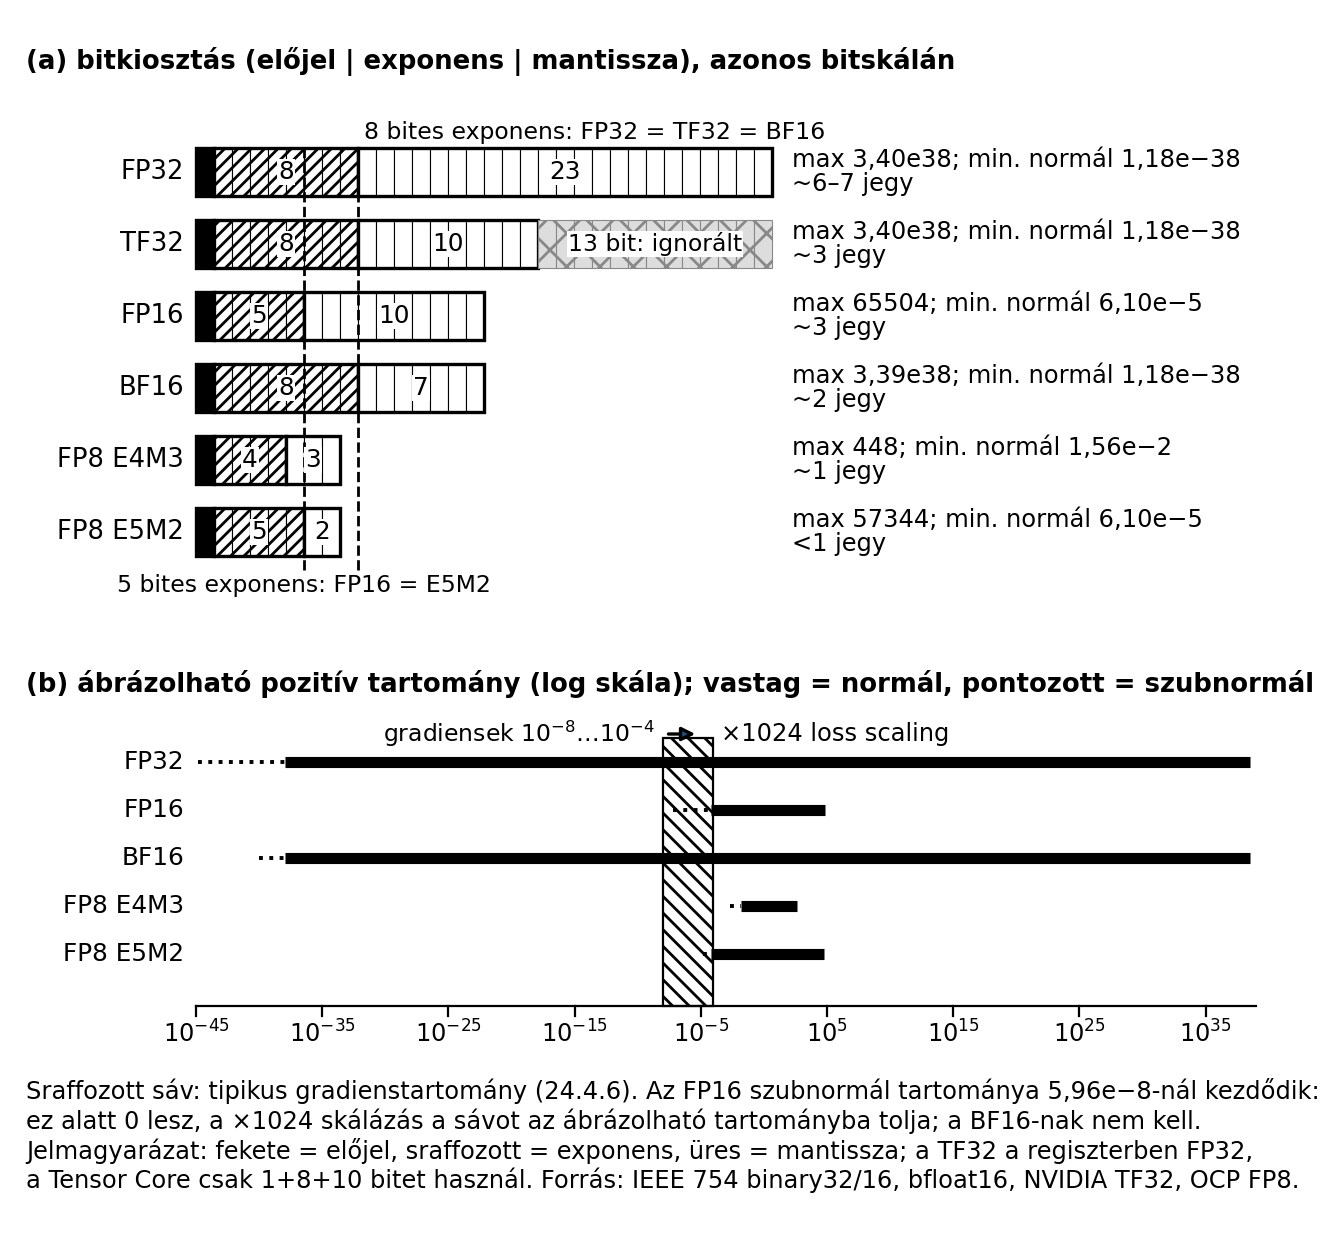 (a) bitkiosztás (előjel | exponens | mantissza), azonos bitskálán
8 bites exponens: FP32 = TF32 = BF16
FP32 8 23 max 3,40e38; min. normál 1,18e−38
~6–7 jegy
TF32 8 10 13 bit: ignorált max 3,40e38; min. normál 1,18e−38
~3 jegy
FP16 5 10 max 65504; min. normál 6,10e−5
~3 jegy
BF16 8 7 max 3,39e38; min. normál 1,18e−38
~2 jegy
FP8 E4M3 4 3 max 448; min. normál 1,56e−2
~1 jegy
FP8 E5M2 5 2 max 57344; min. normál 6,10e−5
<1 jegy
5 bites exponens: FP16 = E5M2
(b) ábrázolható pozitív tartomány (log skála); vastag = normál, pontozott = szubnormál
gradiensek 10⁻⁸…10⁻⁴ ×1024 loss scaling
FP32
FP16
BF16
FP8 E4M3
FP8 E5M2
10⁻⁴⁵ 10⁻³⁵ 10⁻²⁵ 10⁻¹⁵ 10⁻⁵ 10⁵ 10¹⁵ 10²⁵ 10³⁵
Sraffozott sáv: tipikus gradienstartomány (24.4.6). Az FP16 szubnormál tartománya 5,96e−8-nál kezdődik:
ez alatt 0 lesz, a ×1024 skálázás a sávot az ábrázolható tartományba tolja; a BF16-nak nem kell.
Jelmagyarázat: fekete = előjel, sraffozott = exponens, üres = mantissza; a TF32 a regiszterben FP32,
a Tensor Core csak 1+8+10 bitet használ. Forrás: IEEE 754 binary32/16, bfloat16, NVIDIA TF32, OCP FP8.